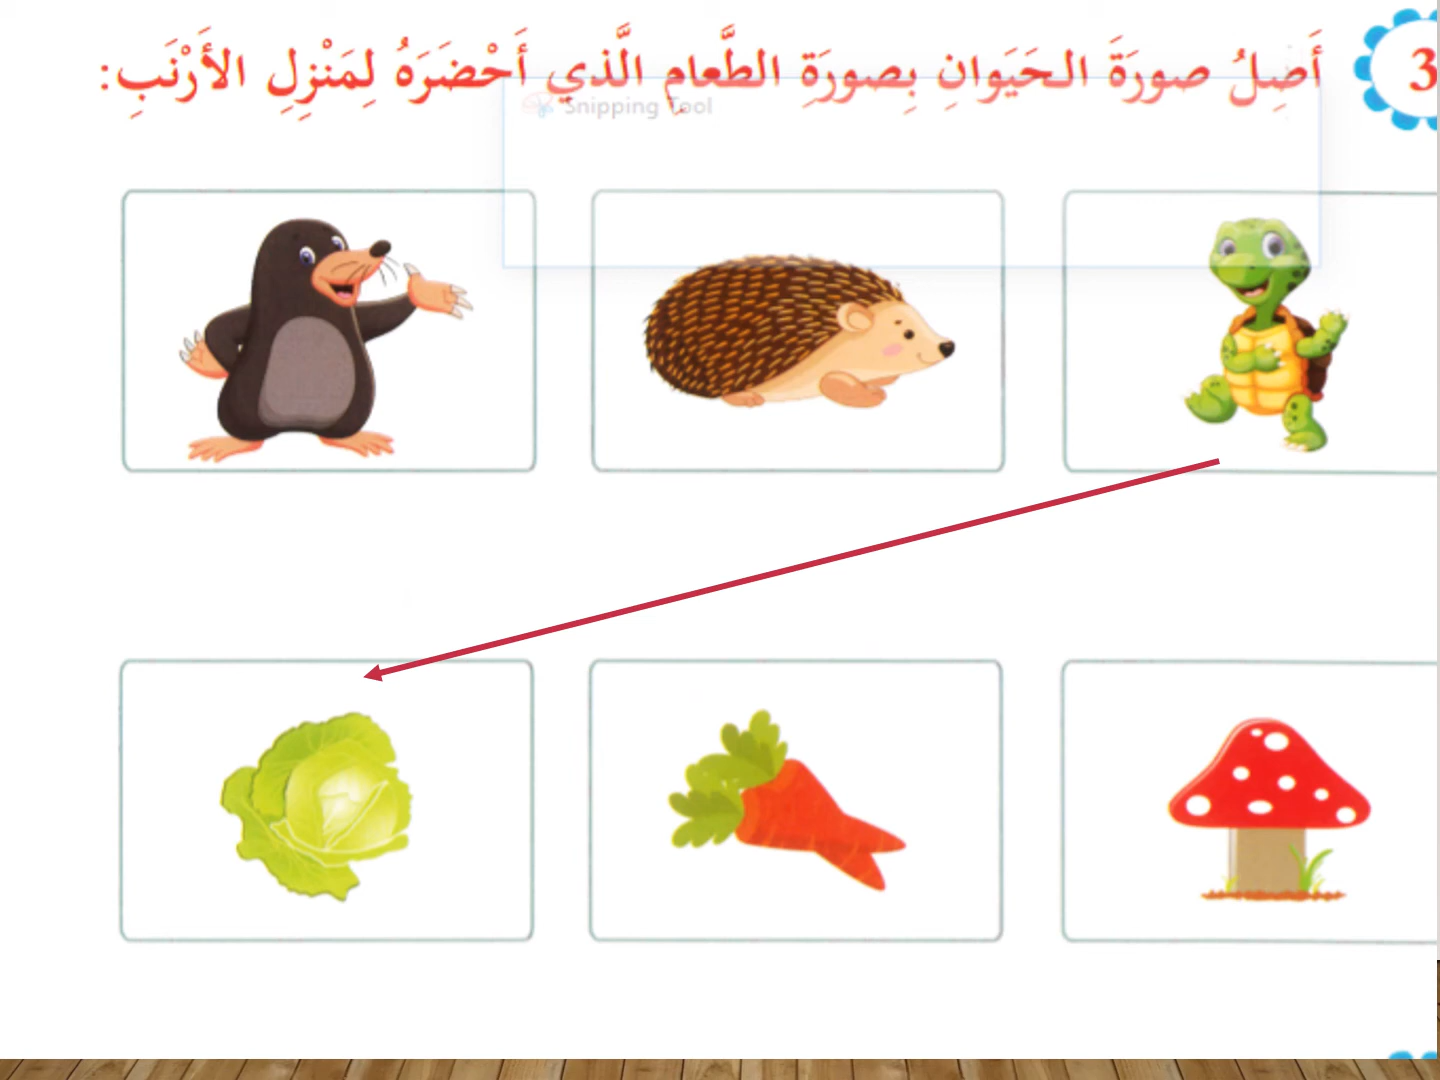 3
أَصِلُ صورَةَ الحَيَوانِ بِصورَةِ الطَّعامِ الَّذي أَحْضَرَهُ لِمَنْزِلِ الأَرْنَبِ:
Snipping Tool